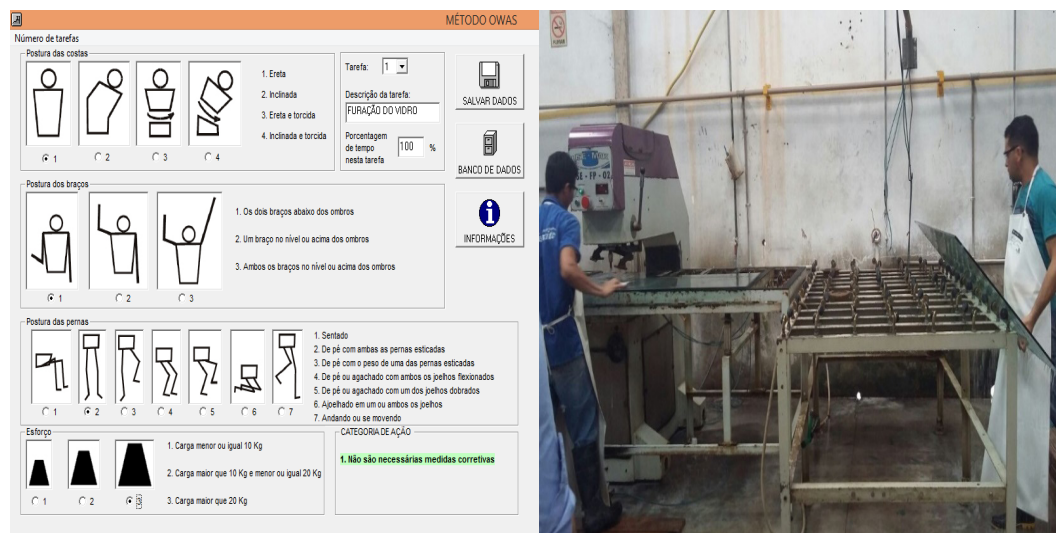 MÉTODO OWAS
Número de tarefas
Postura das costas
1. Ereta
2. Inclinada
3. Ereta e torcida
4. Inclinada e torcida
1 2 3 4
Tarefa: 1
Descrição da tarefa:
FURAÇÃO DO VIDRO
Porcentagem
de tempo
nesta tarefa
100 %
SALVAR DADOS
BANCO DE DADOS
INFORMAÇÕES
Postura dos braços
1. Os dois braços abaixo dos ombros
2. Um braço no nível ou acima dos ombros
3. Ambos os braços no nível ou acima dos ombros
1 2 3
Postura das pernas
1. Sentado
2. De pé com ambas as pernas esticadas
3. De pé com o peso de uma das pernas esticadas
4. De pé ou agachado com ambos os joelhos flexionados
5. De pé ou agachado com um dos joelhos dobrados
6. Ajoelhado em um ou ambos os joelhos
7. Andando ou se movendo
1 2 3 4 5 6 7
Esforço
1. Carga menor ou igual 10 Kg
2. Carga maior que 10 Kg e menor ou igual 20 Kg
3. Carga maior que 20 Kg
1 2 3
CATEGORIA DE AÇÃO
1. Não são necessárias medidas corretivas